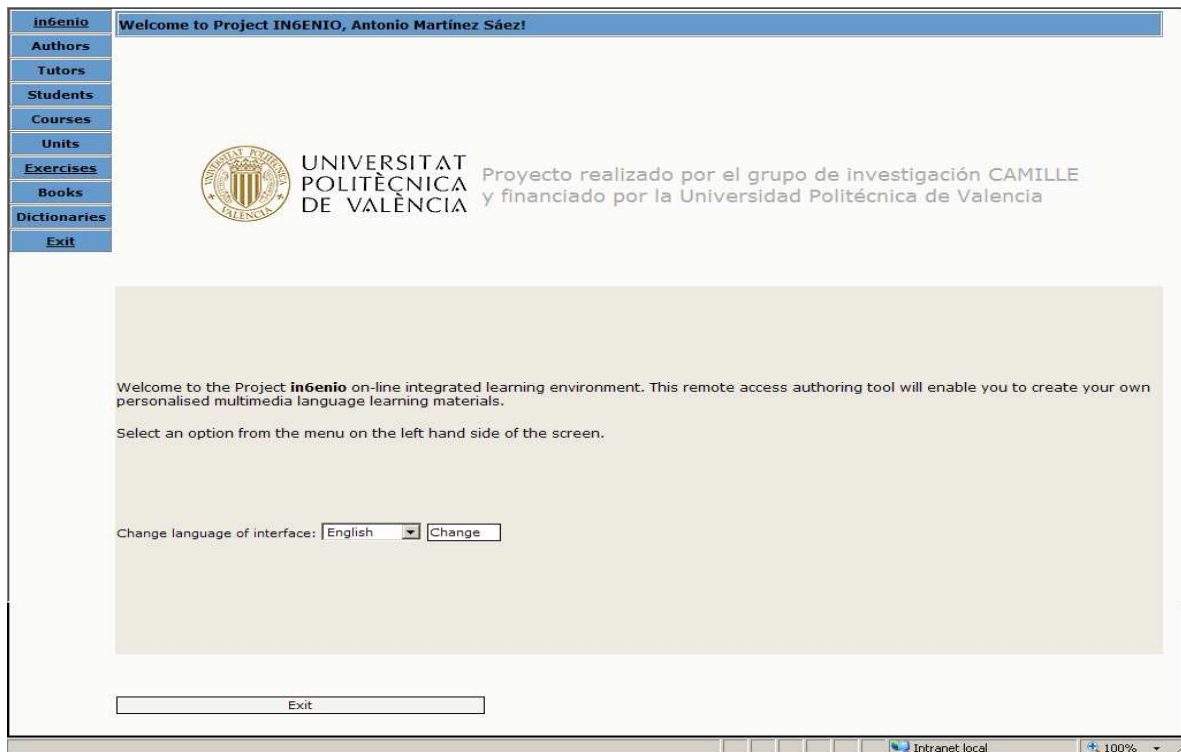 in6enio
Welcome to Project IN6ENIO, Antonio Martínez Sáez!
Authors
Tutors
Students
Courses
Units
Exercises
Books
Dictionaries
Exit
UNIVERSITAT
POLITÈCNICA
DE VALÈNCIA
Proyecto realizado por el grupo de investigación CAMILLE
y financiado por la Universidad Politécnica de Valencia
Welcome to the Project in6enio on-line integrated learning environment. This remote access authoring tool will enable you to create your own
personalised multimedia language learning materials.
Select an option from the menu on the left hand side of the screen.
Change language of interface: English Change
Exit
Intranet local 100%